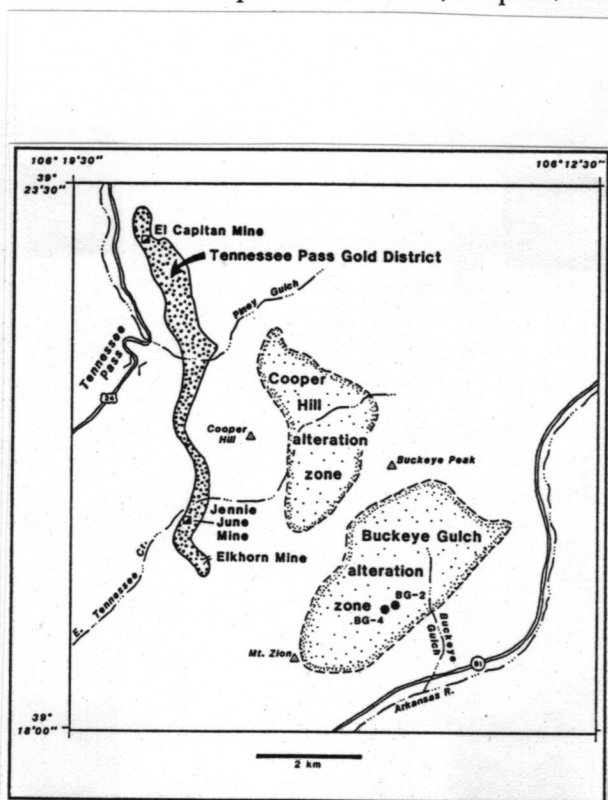 106° 19'30"
106° 12'30"
39°
23'30"
El Capitan Mine
Tennessee Pass Gold District
Piney Gulch
Tennessee
Pass
24
Cooper
Hill
alteration
zone
Cooper
Hill
Buckeye Peak
Jennie
June
Mine
Elkhorn Mine
Buckeye Gulch
alteration
zone
BG-2
BG-4
E. Tennessee Cr.
Mt. Zion
Buckeye
Gulch
91
Arkansas R.
39°
18'00"
2 km